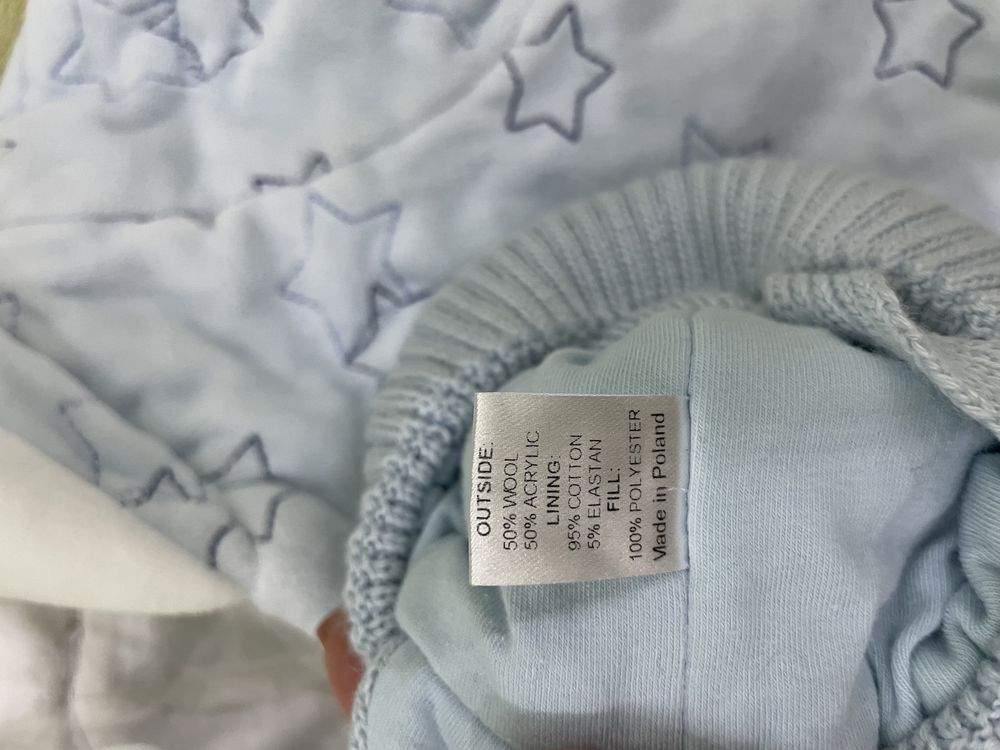 OUTSIDE:
50% WOOL
50% ACRYLIC
LINING:
95% COTTON
5% ELASTAN
FILL:
100% POLYESTER
Made in Poland